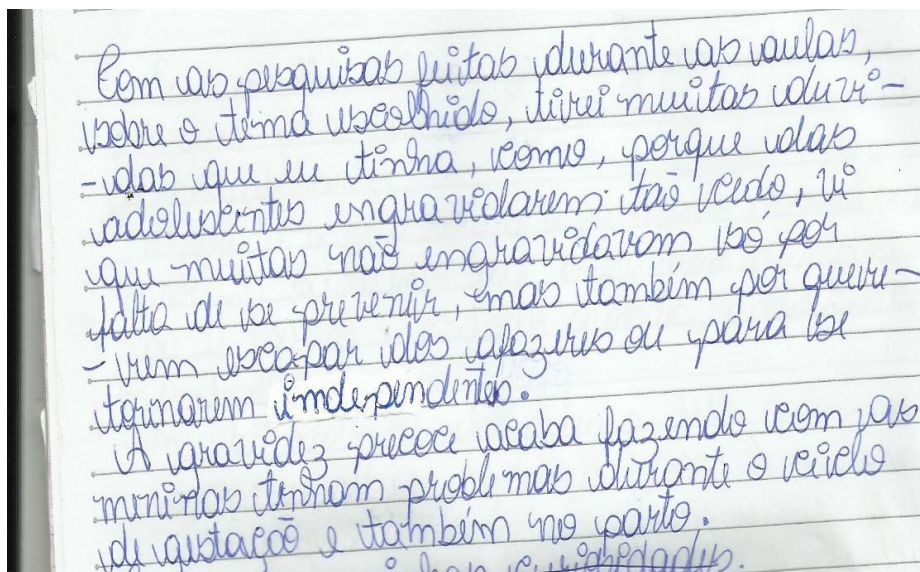 Com as pesquisas feitas durante as aulas,
sobre o tema escolhido, tirei muitas duvi-
-das que eu tinha, como, porque das
adolescentes engravidarem tão cedo, vi
que muitas não engravidavam só por
falta de se prevenir, mas também por quere-
-rem escapar dos afazeres ou para se
tornarem independentes.
A gravidez precoce acaba fazendo com as
meninas tenham problemas durante o ciclo
de gestação e também no parto.
curiosidades.